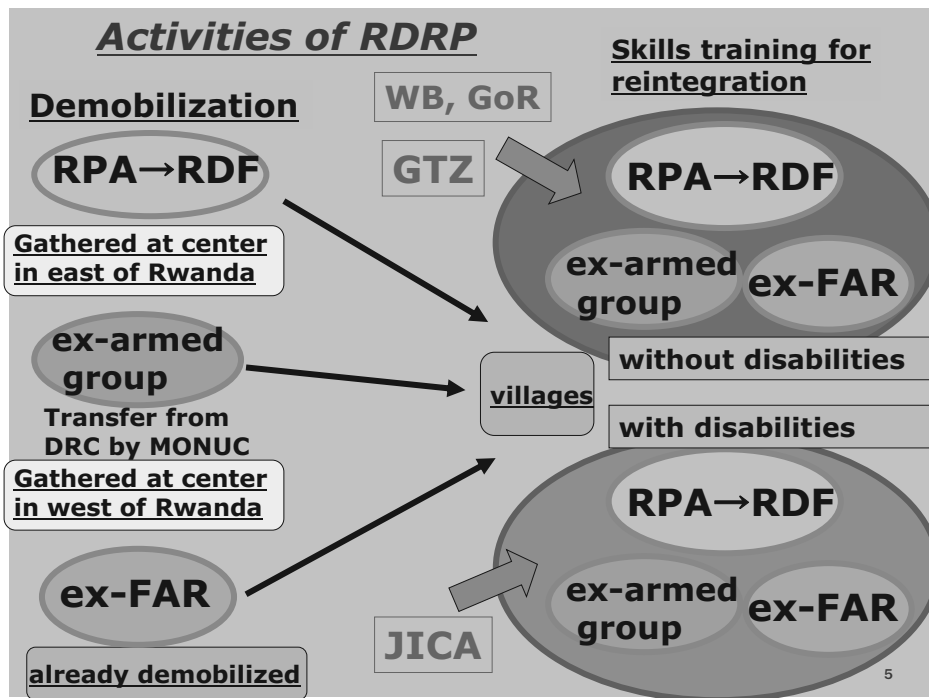 Activities of RDRP
Demobilization
RPA→RDF
Gathered at center
in east of Rwanda
ex-armed
group
Transfer from
DRC by MONUC
Gathered at center
in west of Rwanda
ex-FAR
already demobilized
villages
WB, GoR
GTZ
JICA
Skills training for
reintegration
RPA→RDF
ex-armed
group
ex-FAR
without disabilities
with disabilities
RPA→RDF
ex-armed
group
ex-FAR
5